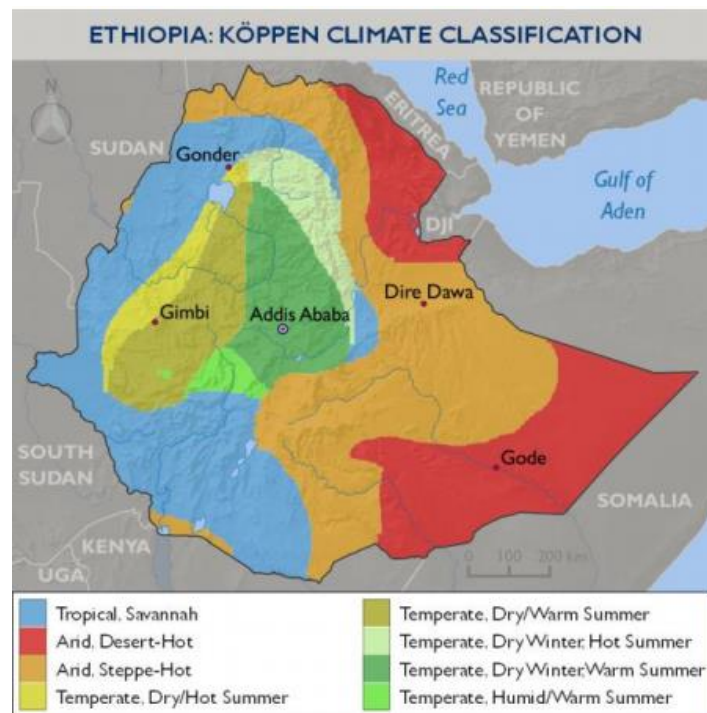 ETHIOPIA: KÖPPEN CLIMATE CLASSIFICATION
N
Red
Sea
REPUBLIC
OF
YEMEN
ERITREA
SUDAN
Gonder
Gulf of
Aden
DJI
Dire Dawa
Gimbi
Addis Ababa
SOUTH
SUDAN
Gode
SOMALIA
KENYA
UGA
0 100 200 km
Tropical, Savannah
Arid, Desert-Hot
Arid, Steppe-Hot
Temperate, Dry/Hot Summer
Temperate, Dry/Warm Summer
Temperate, Dry Winter, Hot Summer
Temperate, Dry Winter, Warm Summer
Temperate, Humid/Warm Summer